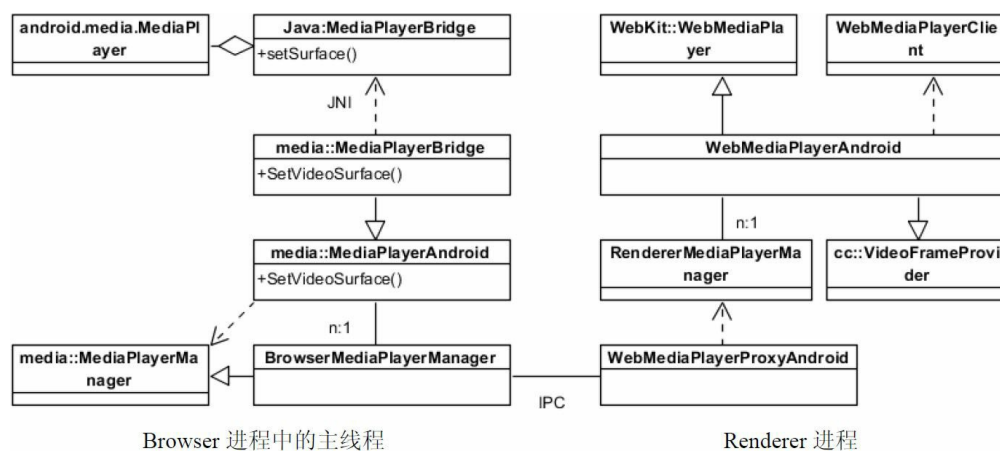 android.media.MediaPl
ayer
Java:MediaPlayerBridge
+setSurface()
WebKit::WebMediaPla
yer
WebMediaPlayerClie
nt
JNI
media::MediaPlayerBridge
+SetVideoSurface()
WebMediaPlayerAndroid
media::MediaPlayerAndroid
+SetVideoSurface()
n:1
RendererMediaPlayerMa
nager
cc::VideoFrameProvi
der
n:1
media::MediaPlayerMa
nager
BrowserMediaPlayerManager
WebMediaPlayerProxyAndroid
IPC
Browser 进程中的主线程
Renderer 进程